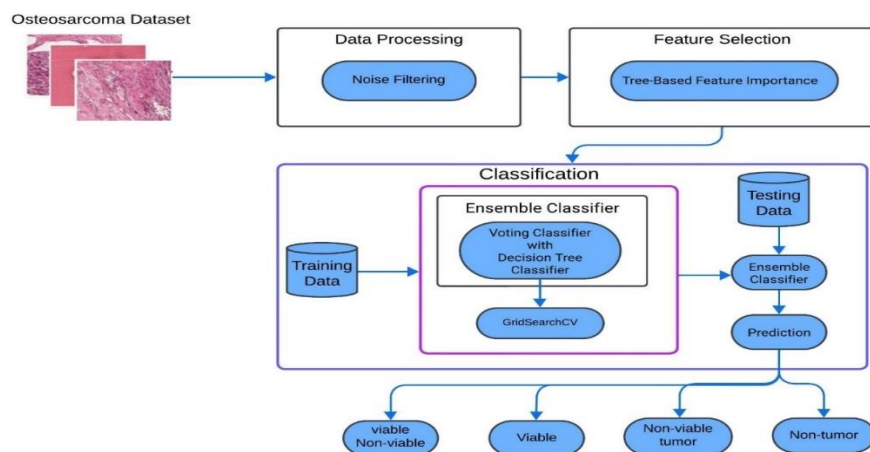 Osteosarcoma Dataset
Data Processing
Noise Filtering
Feature Selection
Tree-Based Feature Importance
Classification
Training
Data
Ensemble Classifier
Voting Classifier
with
Decision Tree
Classifier
GridSearchCV
Testing
Data
Ensemble
Classifier
Prediction
viable
Non-viable
Viable
Non-viable
tumor
Non-tumor